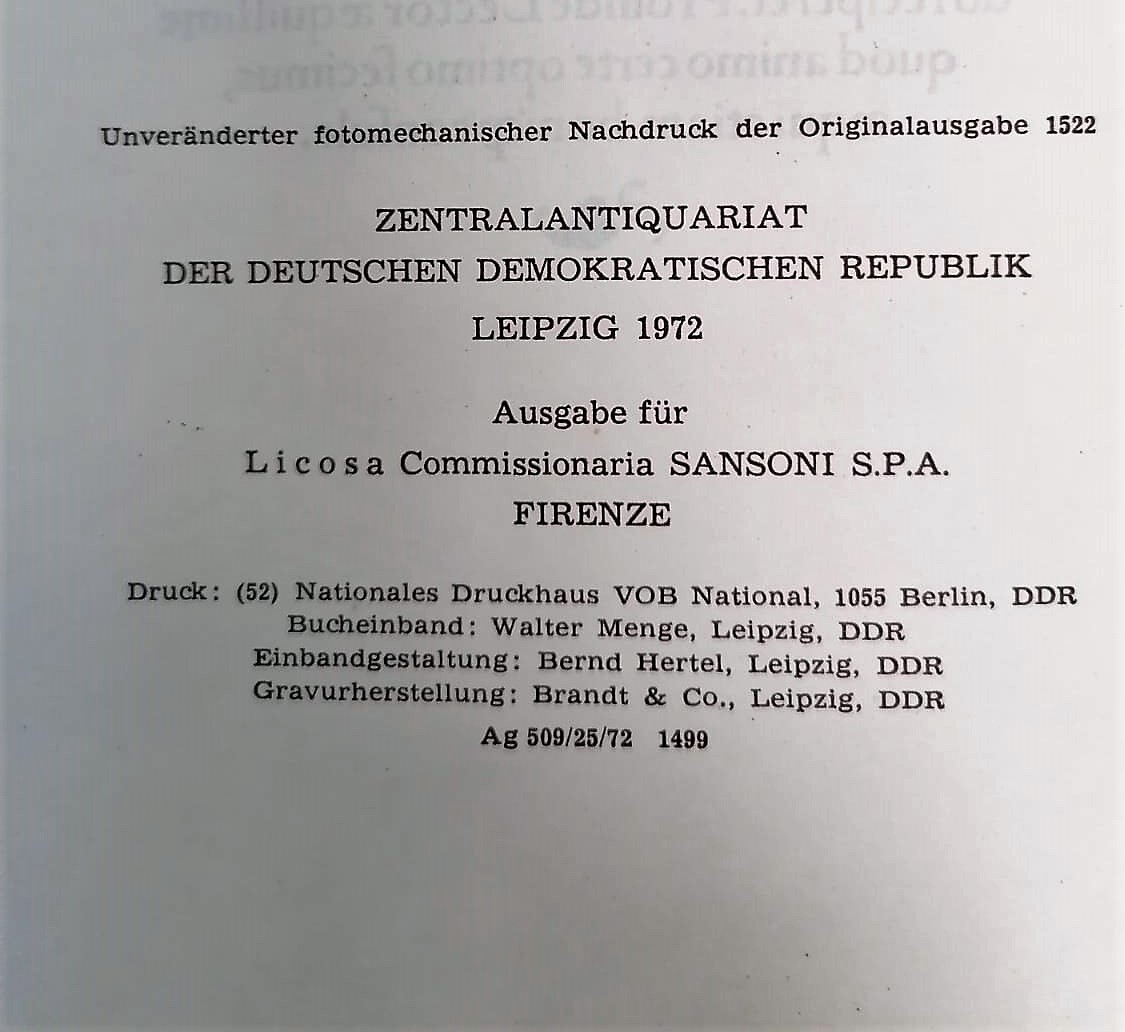 Unveränderter fotomechanischer Nachdruck der Originalausgabe 1522
ZENTRALANTIQUARIAT
DER DEUTSCHEN DEMOKRATISCHEN REPUBLIK
LEIPZIG 1972
Ausgabe für
Licosa Commissionaria SANSONI S.P.A.
FIRENZE
Druck: (52) Nationales Druckhaus VOB National, 1055 Berlin, DDR
Bucheinband: Walter Menge, Leipzig, DDR
Einbandgestaltung: Bernd Hertel, Leipzig, DDR
Gravurherstellung: Brandt & Co., Leipzig, DDR
Ag 509/25/72 1499